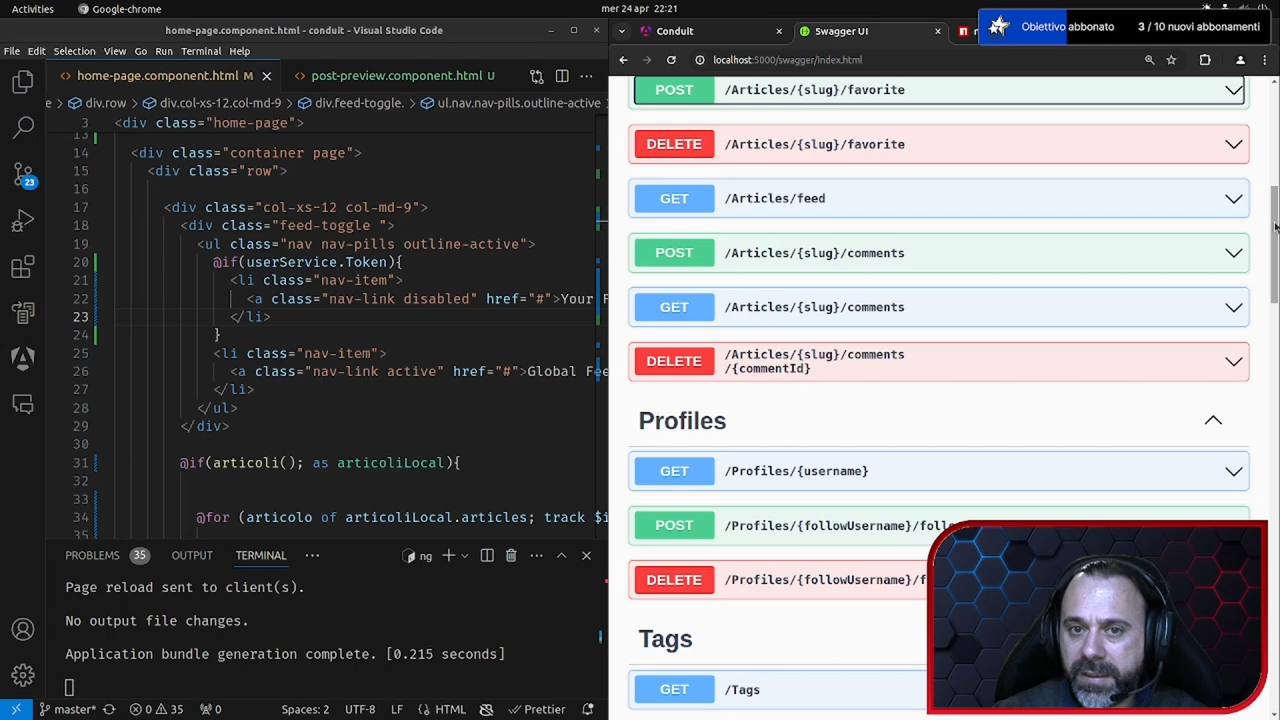 Activities
Google-chrome
mer 24 apr 22:21
home-page.component.html - conduit - Visual Studio Code
File Edit Selection View Go Run Terminal Help
home-page.component.html M
post-preview.component.html U
div.row
div.col-xs-12.col-md-9
div.feed-toggle.
ul.nav.nav-pills.outline-active
3 <div class="home-page">
13
14 <div class="container page">
15 <div class="row">
16
17 <div class="col-xs-12 col-md-9">
18 <div class="feed-toggle ">
19 <ul class="nav nav-pills outline-active">
20 @if(userService.Token){
21 <li class="nav-item">
22 <a class="nav-link disabled" href="#">Your F
23 </li>
24 }
25 <li class="nav-item">
26 <a class="nav-link active" href="#">Global Fee
27 </li>
28 </ul>
29 </div>
30
31 @if(articoli(); as articoliLocal){
32
33
34 @for (articolo of articoliLocal.articles; track $i
35
23
PROBLEMS 35 OUTPUT TERMINAL
ng
Page reload sent to client(s).
No output file changes.
Application bundle generation complete. [0.215 seconds]
master*
0 35
0
Spaces: 2
UTF-8
LF
HTML
Prettier
Conduit
Swagger UI
Obiettivo abbonato
3 / 10 nuovi abbonamenti
localhost:5000/swagger/index.html
POST /Articles/{slug}/favorite
DELETE /Articles/{slug}/favorite
GET /Articles/feed
POST /Articles/{slug}/comments
GET /Articles/{slug}/comments
DELETE /Articles/{slug}/comments
/{commentId}
Profiles
GET /Profiles/{username}
POST /Profiles/{followUsername}/follo
DELETE /Profiles/{followUsername}/f
Tags
GET /Tags